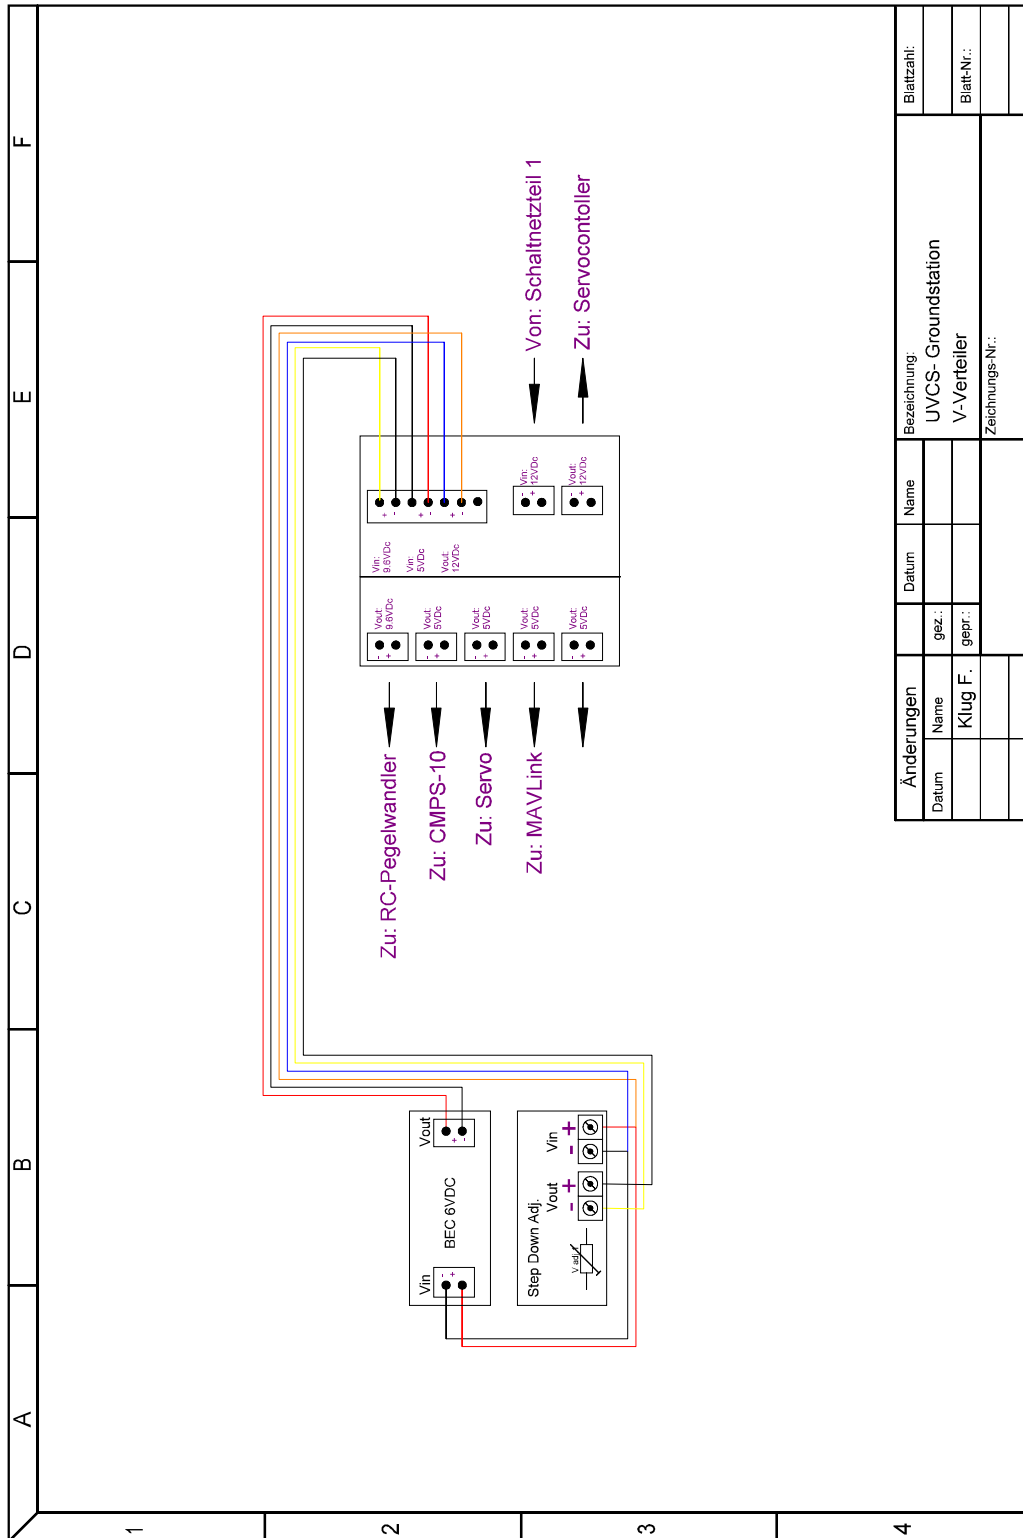 A
B
C
D
E
F
1
2
3
4
Von: Schaltnetzteil 1
Zu: Servocontoller
Vin:
9.6VDc
Vin:
5VDc
Vout:
12VDc
+
-
+
-
+
-
Vin:
12VDc
- +
Vout:
12VDc
- +
Vout:
9.6VDc
- +
Vout:
5VDc
- +
Vout:
5VDc
- +
Vout:
5VDc
- +
Vout:
5VDc
- +
Zu: RC-Pegelwandler
Zu: CMPS-10
Zu: Servo
Zu: MAVLink
Vin
- +
BEC 6VDC
Vout
+ -
Step Down Adj.
V adj.
Vout
- +
Vin
- +
Änderungen
Datum
Name
Klug F.
Datum
Name
gez.:
gepr.:
Bezeichnung:
UVCS- Groundstation
V-Verteiler
Zeichnungs-Nr.:
Blattzahl:
Blatt-Nr.: